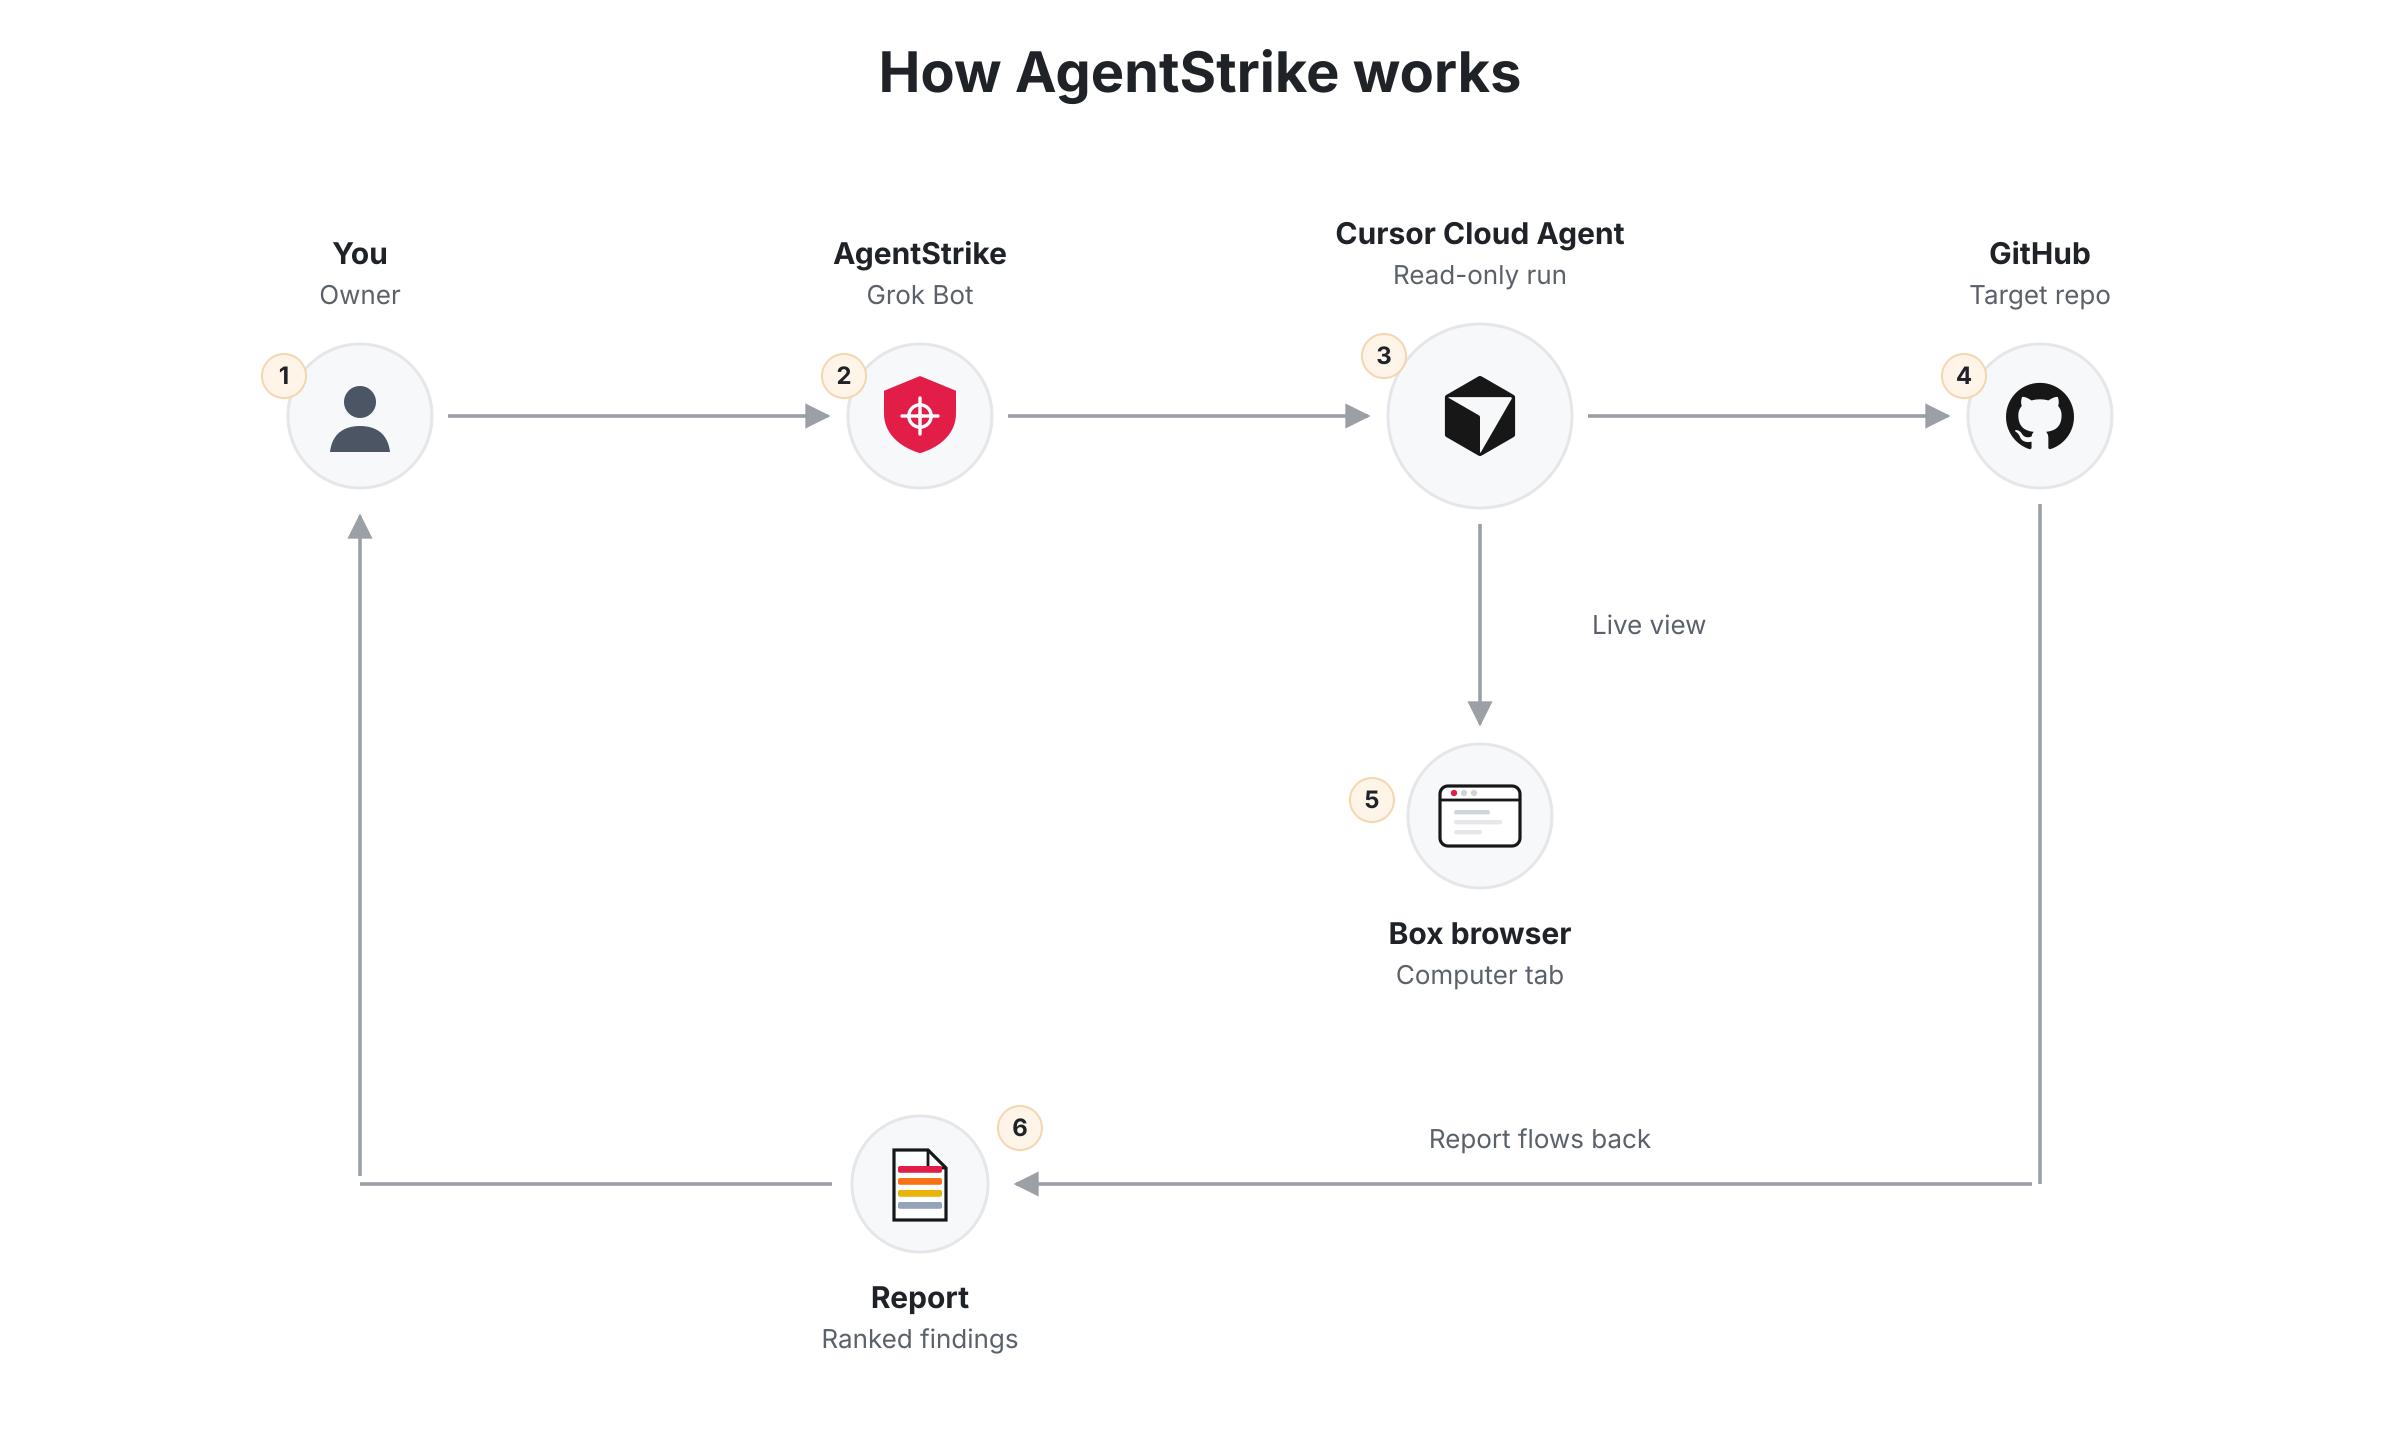 How AgentStrike works
You
Owner
1
AgentStrike
Grok Bot
2
Cursor Cloud Agent
Read-only run
3
GitHub
Target repo
4
Live view
5
Box browser
Computer tab
6
Report flows back
Report
Ranked findings